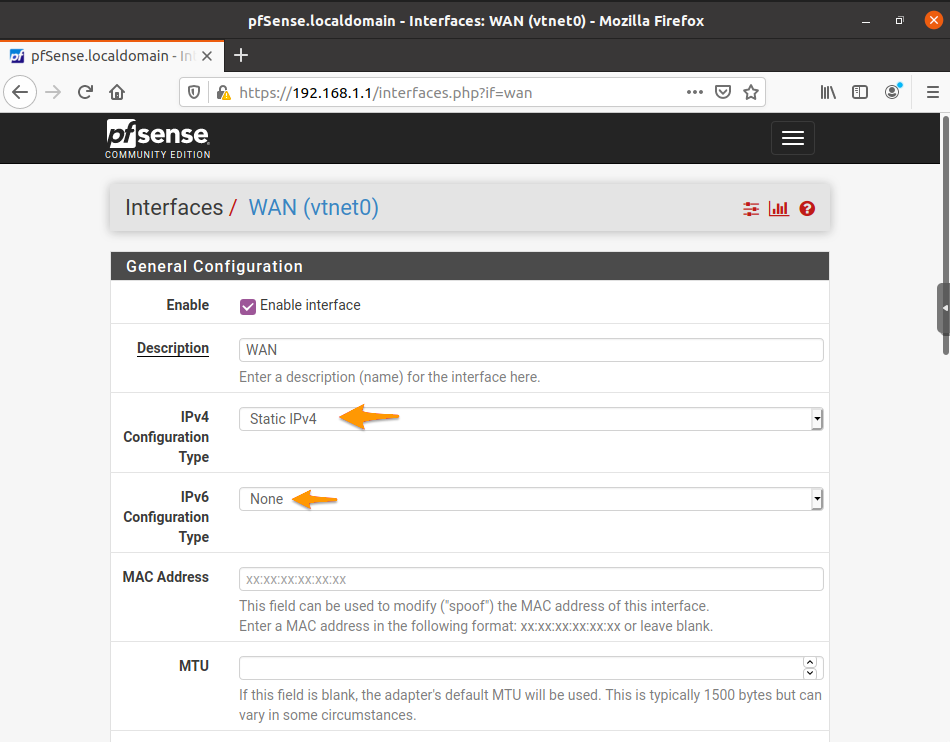 pfSense.localdomain - Interfaces: WAN (vtnet0) - Mozilla Firefox
pfSense.localdomain - In
https://192.168.1.1/interfaces.php?if=wan
pfsense
COMMUNITY EDITION
Interfaces / WAN (vtnet0)
General Configuration
Enable
Enable interface
Description
WAN
Enter a description (name) for the interface here.
IPv4
Configuration
Type
Static IPv4
IPv6
Configuration
Type
None
MAC Address
xx:xx:xx:xx:xx:xx
This field can be used to modify ("spoof") the MAC address of this interface.
Enter a MAC address in the following format: xx:xx:xx:xx:xx:xx or leave blank.
MTU
If this field is blank, the adapter's default MTU will be used. This is typically 1500 bytes but can
vary in some circumstances.